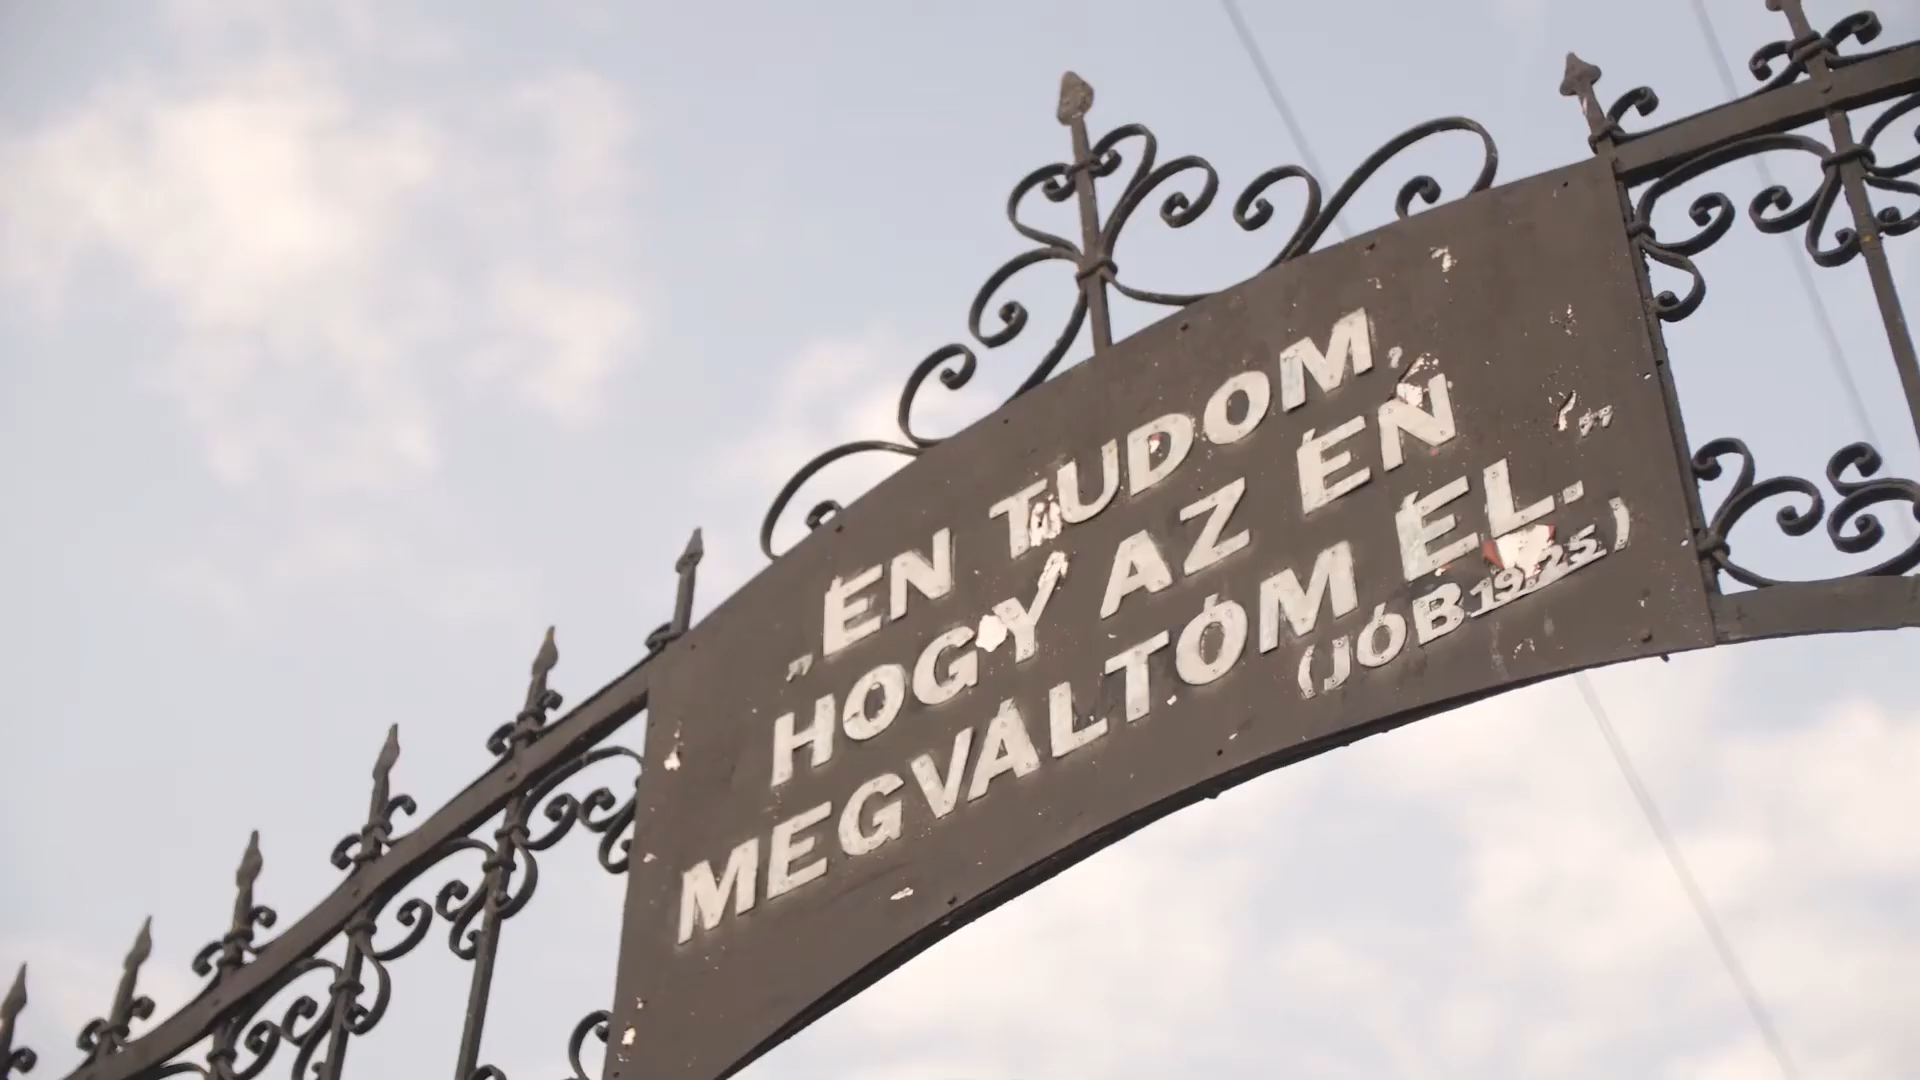 „ÉN TUDOM,
HOGY AZ ÉN
MEGVÁLTÓM ÉL.”
(JÓB 19,25)